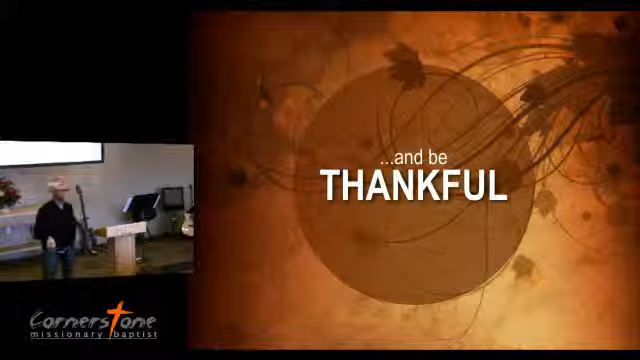 ...and be
THANKFUL
Cornerstone
missionary baptist